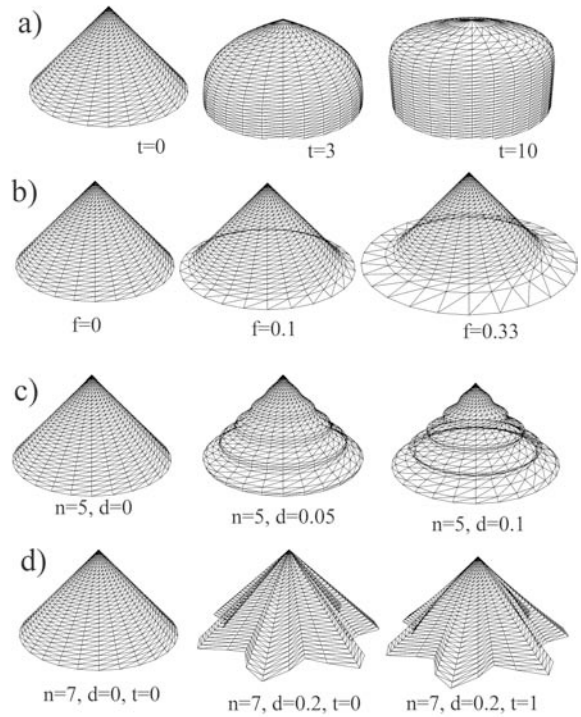 a)
t=0
t=3
t=10
b)
f=0
f=0.1
f=0.33
c)
n=5, d=0
n=5, d=0.05
n=5, d=0.1
d)
n=7, d=0, t=0
n=7, d=0.2, t=0
n=7, d=0.2, t=1